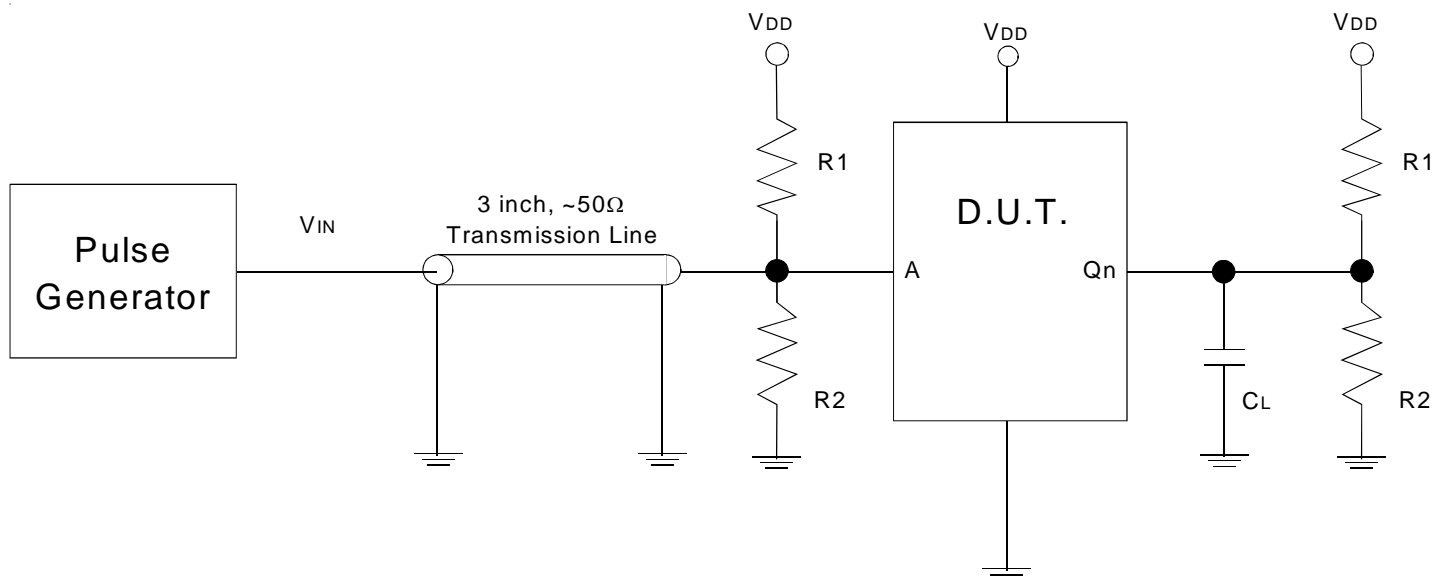 VDD
VDD
VDD
R1
R1
3 inch, ~50Ω
Transmission Line
D.U.T.
VIN
Pulse
Generator
A
Qn
R2
CL
R2